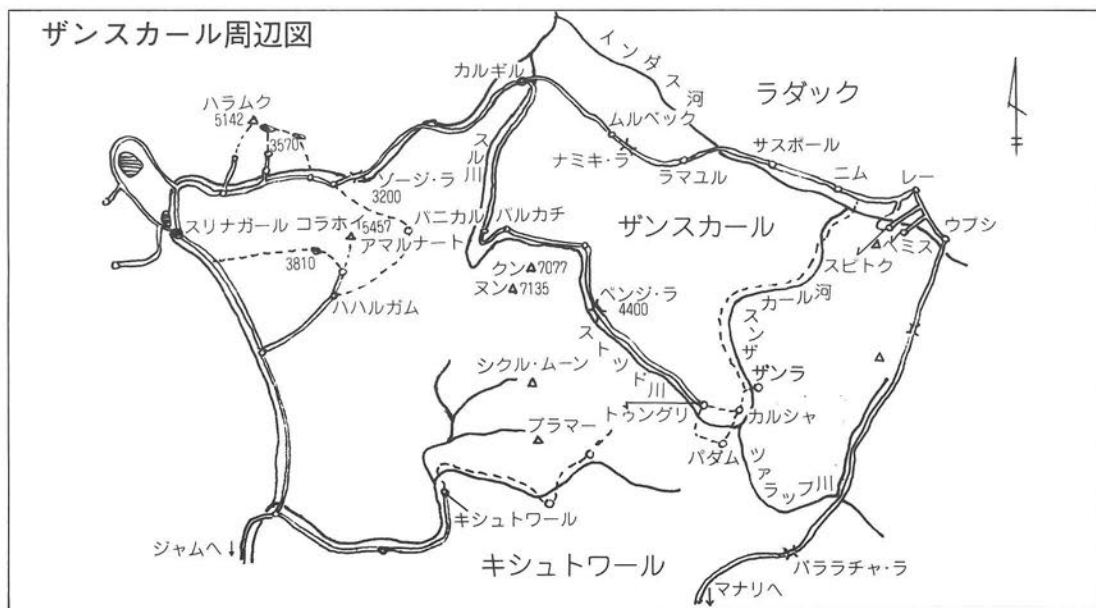 ザンスカール周辺図
インダス河
カルギル
ラダック
ハラムク
5142
3570
ムルベック
スル川
ナミキ・ラ
サスポール
ラマユル
ニム
レー
ゾージ・ラ
3200
スリナガール
コラホイ
5457
アマルナート
パニカル
パルカチ
ザンスカール
ウプシ
ヘミス
スピトク
3810
クン
7077
ヌン
7135
ペンジ・ラ
4400
ハハルガム
ザンスカール河
ストッド川
シクル・ムーン
ザンラ
トゥングリ
カルシャ
ブラマー
パダム
ツァラップ川
キシュトワール
ジャムへ
キシュトワール
バララチャ・ラ
マナリへ